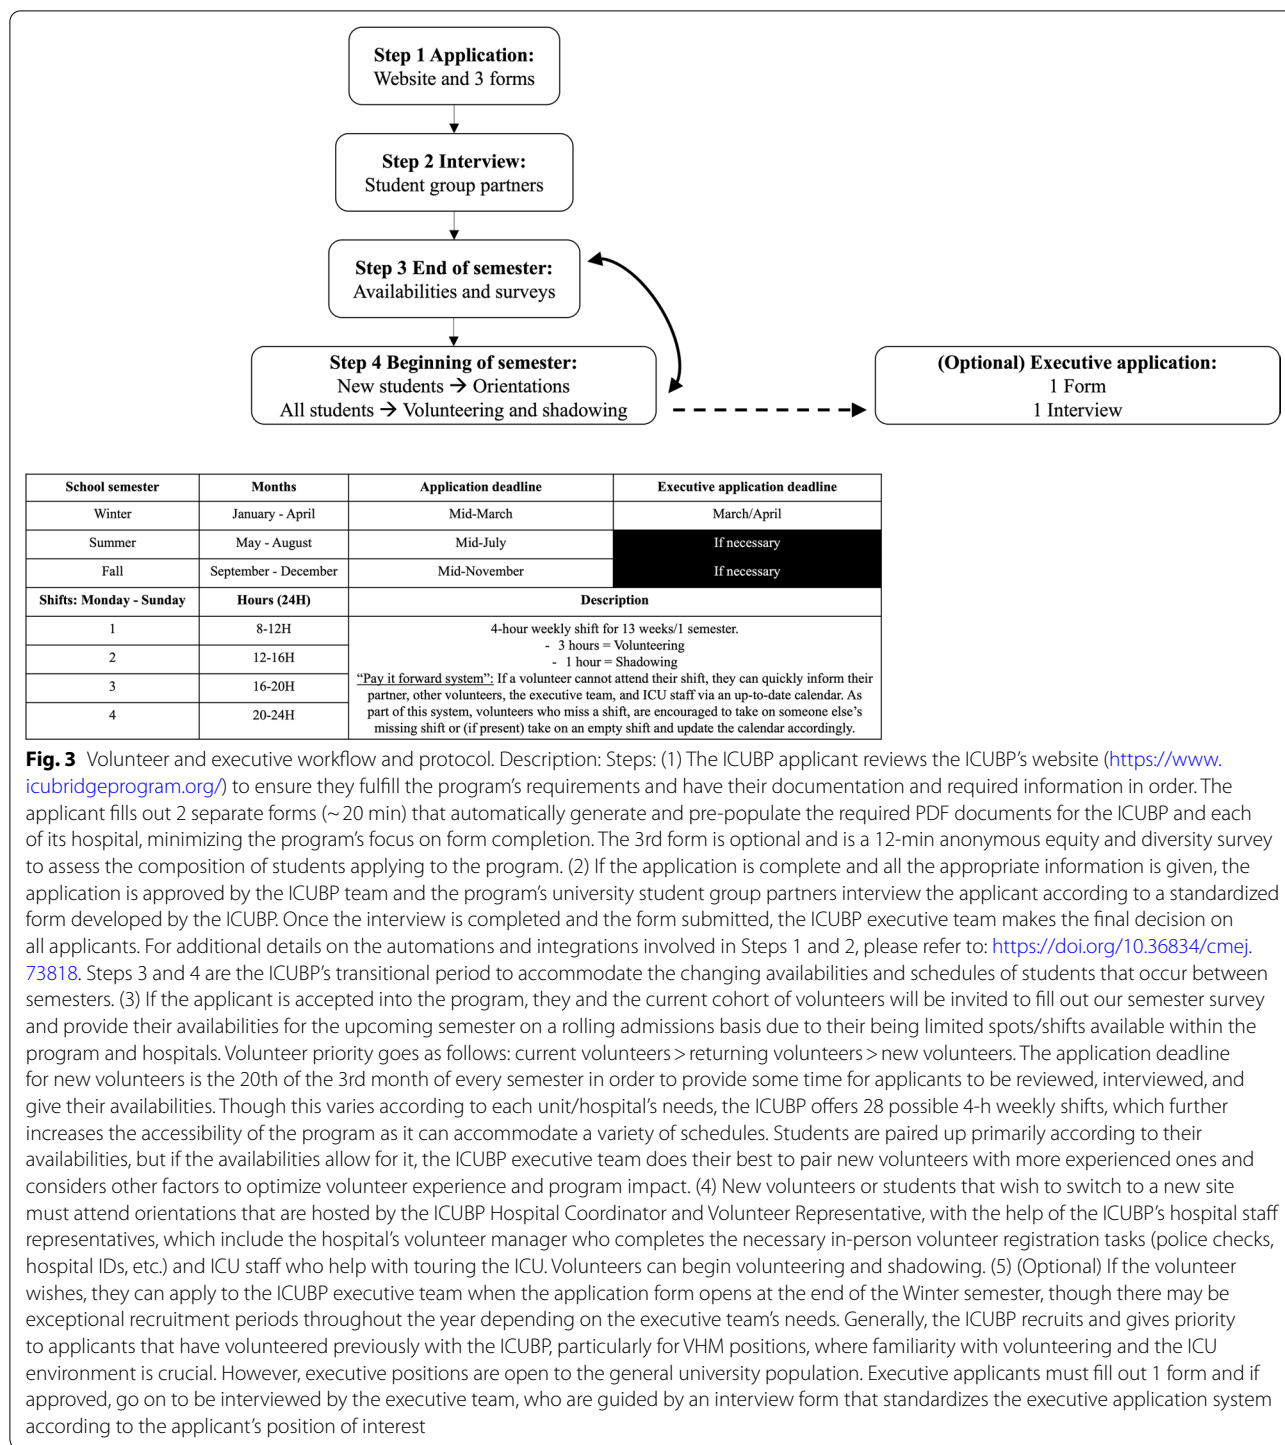 Step 1 Application:
Website and 3 forms
Step 2 Interview:
Student group partners
Step 3 End of semester:
Availabilities and surveys
Step 4 Beginning of semester:
New students → Orientations
All students → Volunteering and shadowing
(Optional) Executive application:
1 Form
1 Interview
School semester Months Application deadline Executive application deadline
Winter January - April Mid-March March/April
Summer May - August Mid-July If necessary
Fall September - December Mid-November If necessary
Shifts: Monday - Sunday Hours (24H) Description
1 8-12H
2 12-16H
3 16-20H
4 20-24H
4-hour weekly shift for 13 weeks/1 semester.
- 3 hours = Volunteering
- 1 hour = Shadowing
“Pay it forward system”: If a volunteer cannot attend their shift, they can quickly inform their
partner, other volunteers, the executive team, and ICU staff via an up-to-date calendar. As
part of this system, volunteers who miss a shift, are encouraged to take on someone else’s
missing shift or (if present) take on an empty shift and update the calendar accordingly.
Fig. 3 Volunteer and executive workflow and protocol. Description: Steps: (1) The ICUBP applicant reviews the ICUBP’s website (https://www.
icubridgeprogram.org/) to ensure they fulfill the program’s requirements and have their documentation and required information in order. The
applicant fills out 2 separate forms (~ 20 min) that automatically generate and pre-populate the required PDF documents for the ICUBP and each
of its hospital, minimizing the program’s focus on form completion. The 3rd form is optional and is a 12-min anonymous equity and diversity survey
to assess the composition of students applying to the program. (2) If the application is complete and all the appropriate information is given, the
application is approved by the ICUBP team and the program’s university student group partners interview the applicant according to a standardized
form developed by the ICUBP. Once the interview is completed and the form submitted, the ICUBP executive team makes the final decision on
all applicants. For additional details on the automations and integrations involved in Steps 1 and 2, please refer to: https://doi.org/10.36834/cmej.
73818. Steps 3 and 4 are the ICUBP’s transitional period to accommodate the changing availabilities and schedules of students that occur between
semesters. (3) If the applicant is accepted into the program, they and the current cohort of volunteers will be invited to fill out our semester survey
and provide their availabilities for the upcoming semester on a rolling admissions basis due to their being limited spots/shifts available within the
program and hospitals. Volunteer priority goes as follows: current volunteers > returning volunteers > new volunteers. The application deadline
for new volunteers is the 20th of the 3rd month of every semester in order to provide some time for applicants to be reviewed, interviewed, and
give their availabilities. Though this varies according to each unit/hospital’s needs, the ICUBP offers 28 possible 4-h weekly shifts, which further
increases the accessibility of the program as it can accommodate a variety of schedules. Students are paired up primarily according to their
availabilities, but if the availabilities allow for it, the ICUBP executive team does their best to pair new volunteers with more experienced ones and
considers other factors to optimize volunteer experience and program impact. (4) New volunteers or students that wish to switch to a new site
must attend orientations that are hosted by the ICUBP Hospital Coordinator and Volunteer Representative, with the help of the ICUBP’s hospital staff
representatives, which include the hospital’s volunteer manager who completes the necessary in-person volunteer registration tasks (police checks,
hospital IDs, etc.) and ICU staff who help with touring the ICU. Volunteers can begin volunteering and shadowing. (5) (Optional) If the volunteer
wishes, they can apply to the ICUBP executive team when the application form opens at the end of the Winter semester, though there may be
exceptional recruitment periods throughout the year depending on the executive team’s needs. Generally, the ICUBP recruits and gives priority
to applicants that have volunteered previously with the ICUBP, particularly for VHM positions, where familiarity with volunteering and the ICU
environment is crucial. However, executive positions are open to the general university population. Executive applicants must fill out 1 form and if
approved, go on to be interviewed by the executive team, who are guided by an interview form that standardizes the executive application system
according to the applicant’s position of interest